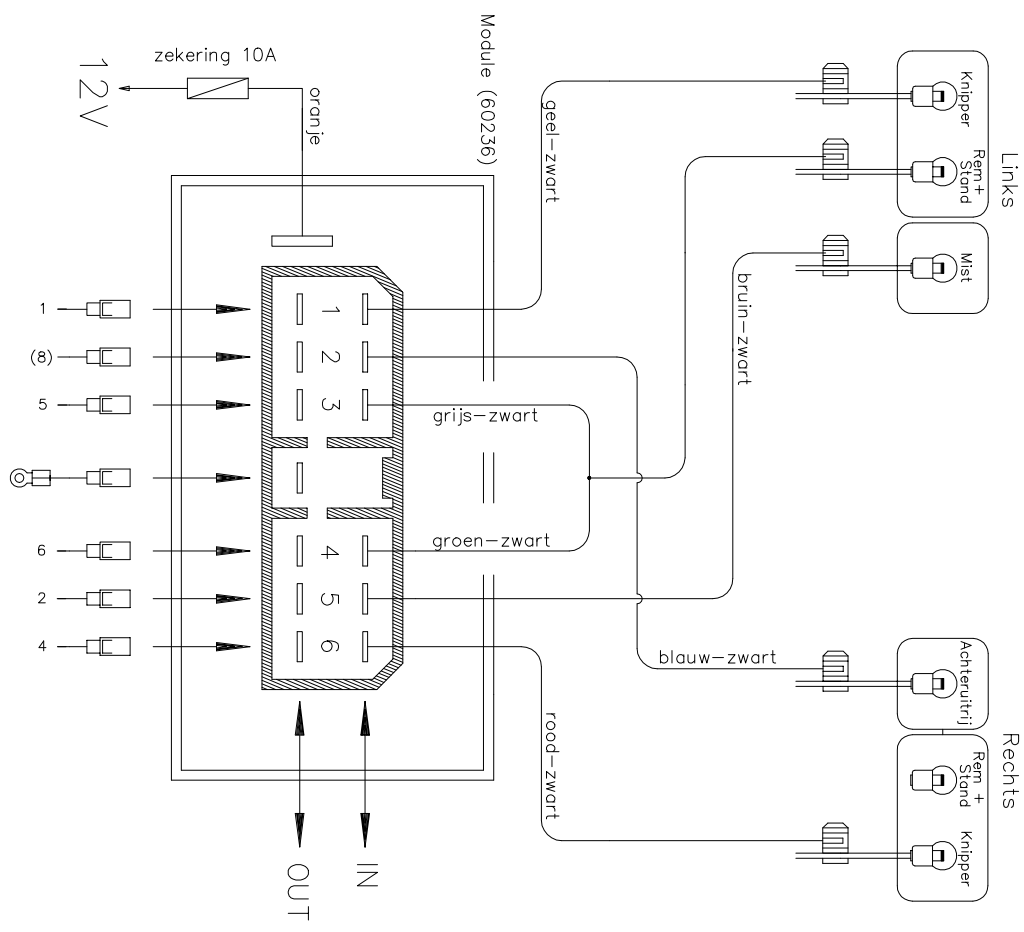 Module (60236)
zekering 10A
12V
oranje
geel-zwart
Knipper
Rem+
Stand
Links
Mist
bruin-zwart
1
(8)
5
6
2
4
1
2
3
4
5
6
grijs-zwart
groen-zwart
blauw-zwart
rood-zwart
Achteruitrij
Rem +
Stand
Rechts
Knipper
IN
OUT